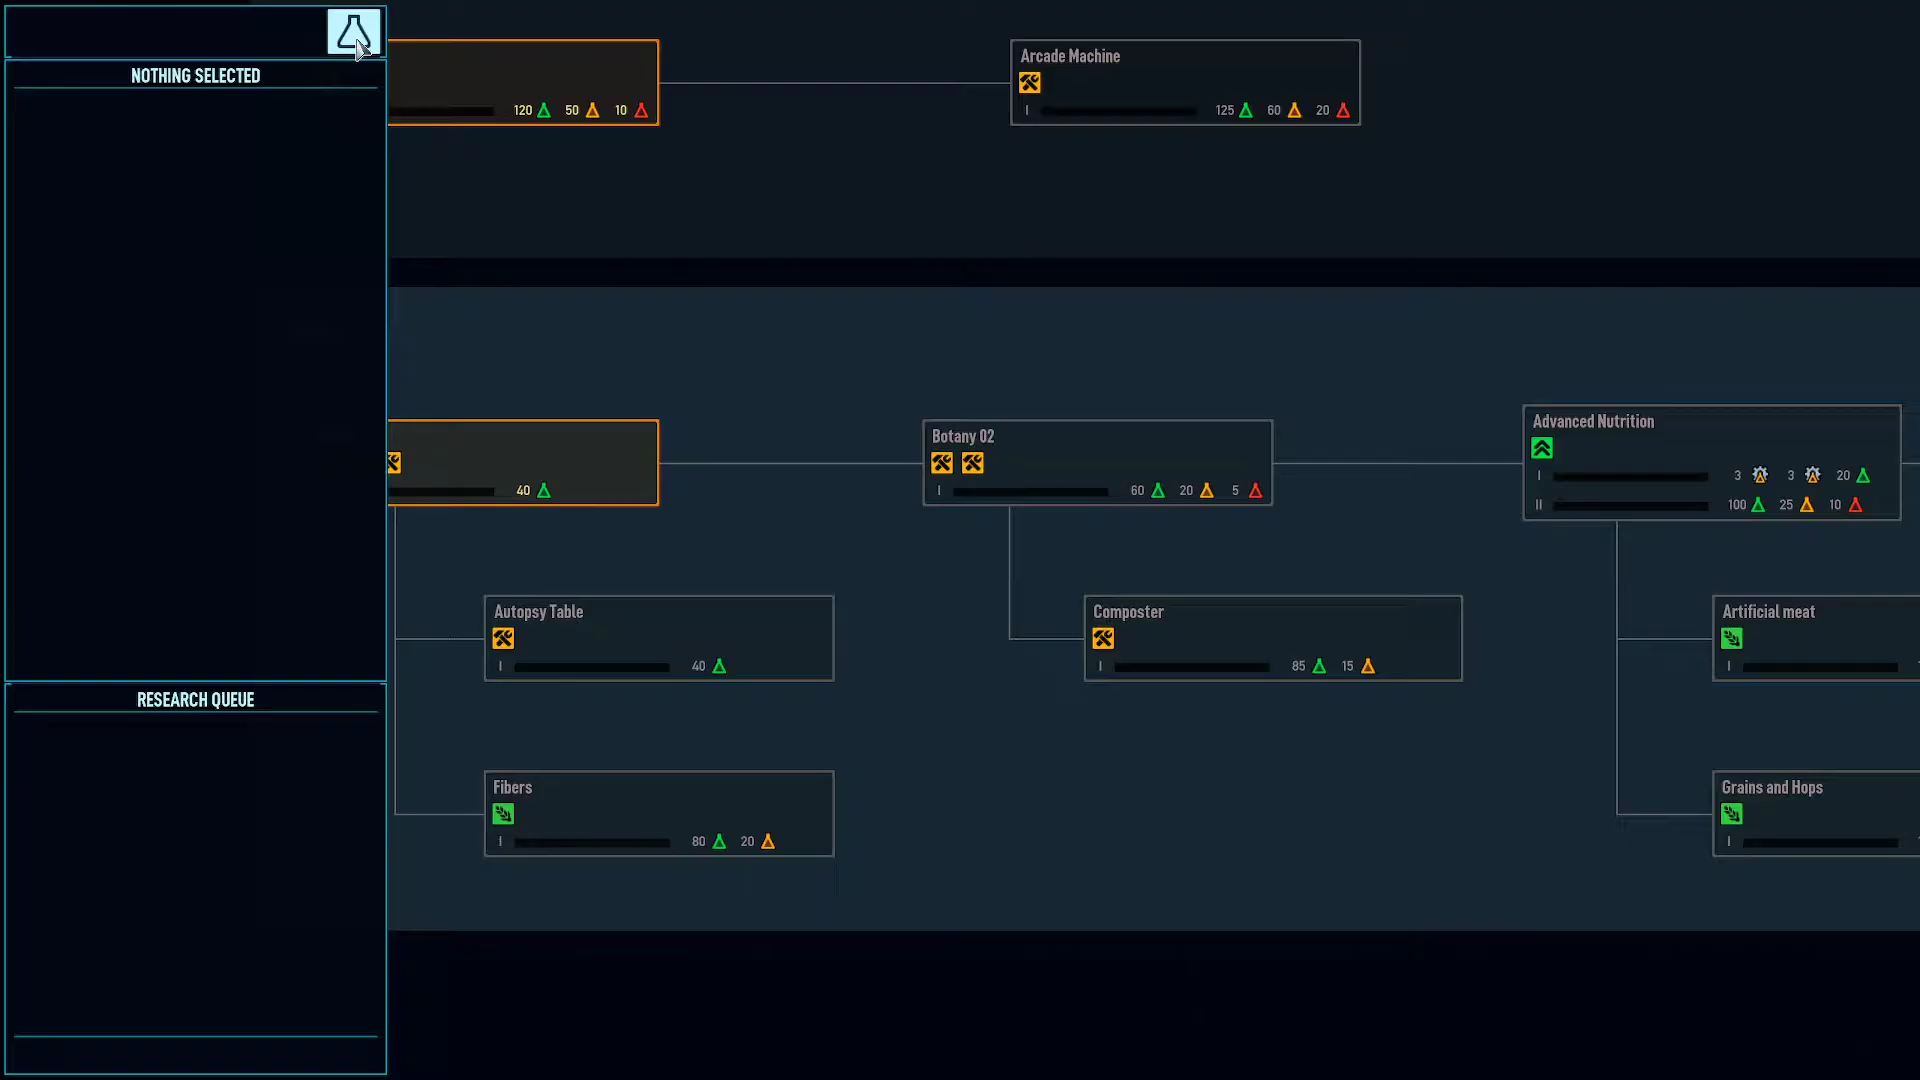 NOTHING SELECTED
120 50 10
Arcade Machine
I 125 60 20
40
Botany 02
I 60 20 5
Advanced Nutrition
I 3 3 20
II 100 25 10
Autopsy Table
I 40
Composter
I 85 15
Artificial meat
I
RESEARCH QUEUE
Fibers
I 80 20
Grains and Hops
I